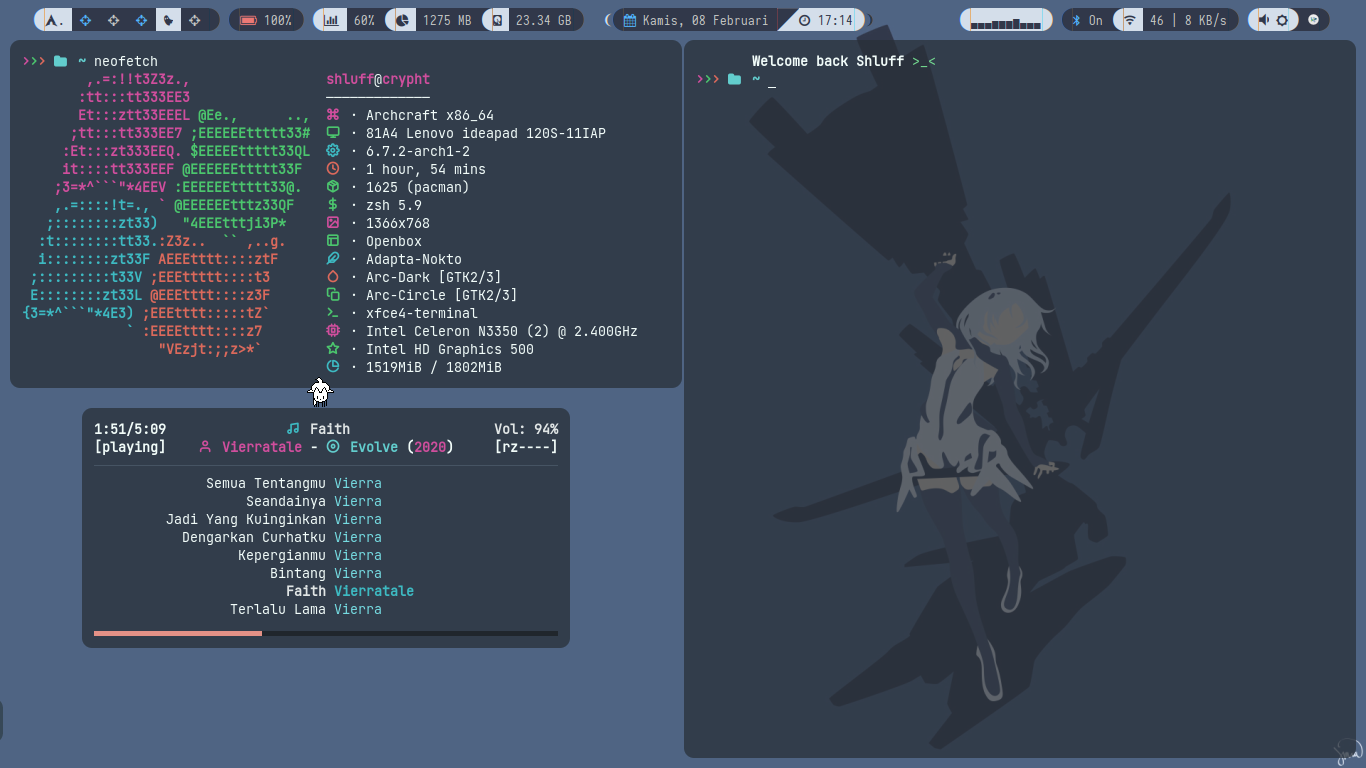 100%
60%
1275 MB
23.34 GB
Kamis, 08 Februari
17:14
On
46 | 8 KB/s
>>> ~ neofetch
,.=:!!t3Z3z.,
:tt:::tt333EE3
Et:::ztt33EEEL @Ee., ..,
;tt:::tt333EE7 ;EEEEEEttttt33#
:Et:::zt333EEQ. $EEEEEttttt33QL
it::::tt333EEF @EEEEEEttttt33F
;3=*^```"*4EEV :EEEEEEttttt33@.
,.=::::!t=., ` @EEEEEEtttz33QF
;::::::::zt33) "4EEEtttji3P*
:t::::::::tt33.:Z3z.. `` ,..g.
i::::::::zt33F AEEEtttt::::ztF
;:::::::::t33V ;EEEttttt::::t3
E::::::::zt33L @EEEtttt::::z3F
{3=*^```"*4E3) ;EEEtttt:::::tZ`
` :EEEEtttt::::z7
"VEzjt:;;z>*`
shluff@crypt
─────────────
· Archcraft x86_64
· 81A4 Lenovo ideapad 120S-11IAP
· 6.7.2-arch1-2
· 1 hour, 54 mins
· 1625 (pacman)
$ · zsh 5.9
· 1366x768
· Openbox
· Adapta-Nokto
· Arc-Dark [GTK2/3]
· Arc-Circle [GTK2/3]
· xfce4-terminal
· Intel Celeron N3350 (2) @ 2.400GHz
· Intel HD Graphics 500
· 1519MiB / 1802MiB
Welcome back Shluff >_<
>>> ~ _
1:51/5:09 Faith Vol: 94%
[playing] Vierratale - Evolve (2020) [rz----]
Semua Tentangmu Vierra
Seandainya Vierra
Jadi Yang Kuinginkan Vierra
Dengarkan Curhatku Vierra
Kepergianmu Vierra
Bintang Vierra
Faith Vierratale
Terlalu Lama Vierra